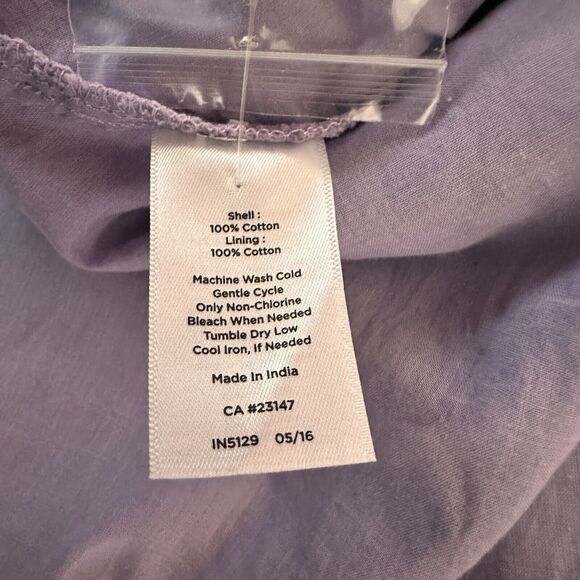 Shell :
100% Cotton
Lining :
100% Cotton
Machine Wash Cold
Gentle Cycle
Only Non-Chlorine
Bleach When Needed
Tumble Dry Low
Cool Iron, If Needed
Made In India
CA #23147
IN5129 05/16